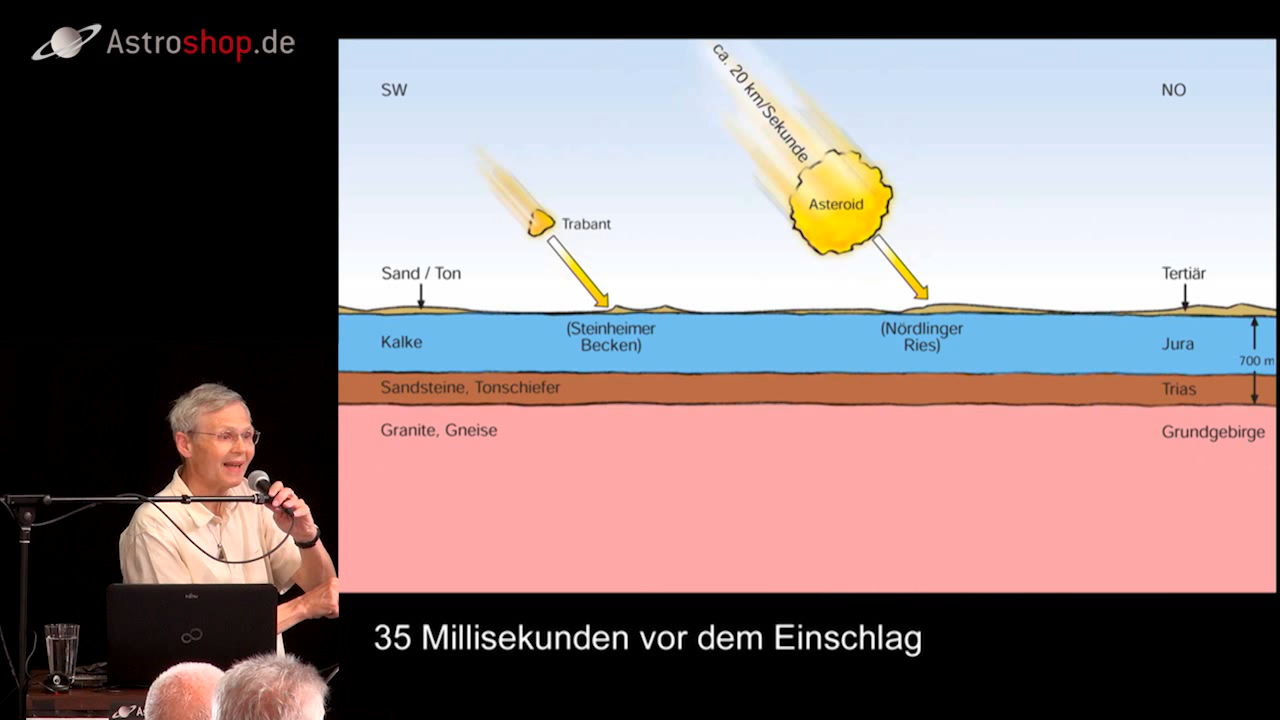 Astroshop.de
SW
NO
ca. 20 km/Sekunde
Asteroid
Trabant
Sand / Ton
Tertiär
(Steinheimer
Becken)
(Nördlinger
Ries)
Kalke
Jura
700 m
Sandsteine, Tonschiefer
Trias
Granite, Gneise
Grundgebirge
35 Millisekunden vor dem Einschlag